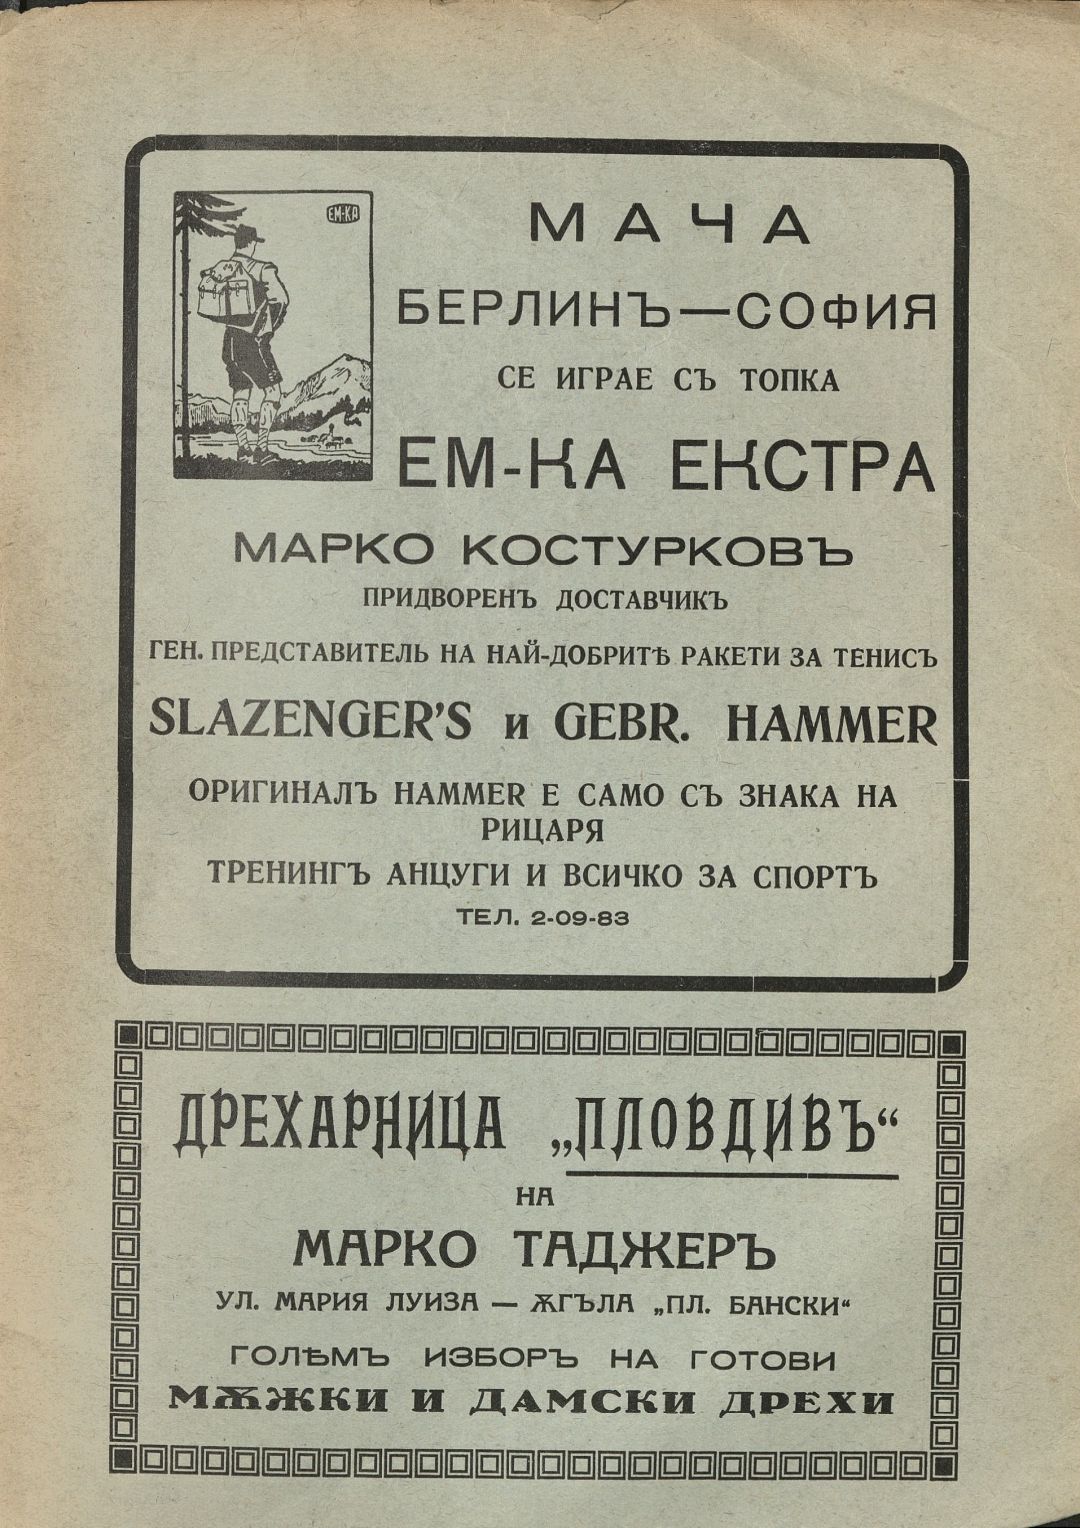 ЕМ-КА
МАЧА
БЕРЛИНЪ—СОФИЯ
СЕ ИГРАЕ СЪ ТОПКА
ЕМ-КА ЕКСТРА
МАРКО КОСТУРКОВЪ
ПРИДВОРЕНЪ ДОСТАВЧИКЪ
ГЕН. ПРЕДСТАВИТЕЛЬ НА НАЙ-ДОБРИТѢ РАКЕТИ ЗА ТЕНИСЪ
SLAZENGER'S и GEBR. HAMMER
ОРИГИНАЛЪ HAMMER Е САМО СЪ ЗНАКА НА
РИЦАРЯ
ТРЕНИНГЪ АНЦУГИ И ВСИЧКО ЗА СПОРТЪ
ТЕЛ. 2-09-83
ДРЕХАРНИЦА „ПЛОВДИВЪ“
НА
МАРКО ТАДЖЕРЪ
УЛ. МАРИЯ ЛУИЗА — ѪГЪЛА „ПЛ. БАНСКИ“
ГОЛѢМЪ ИЗБОРЪ НА ГОТОВИ
МѪЖКИ И ДАМСКИ ДРЕХИ